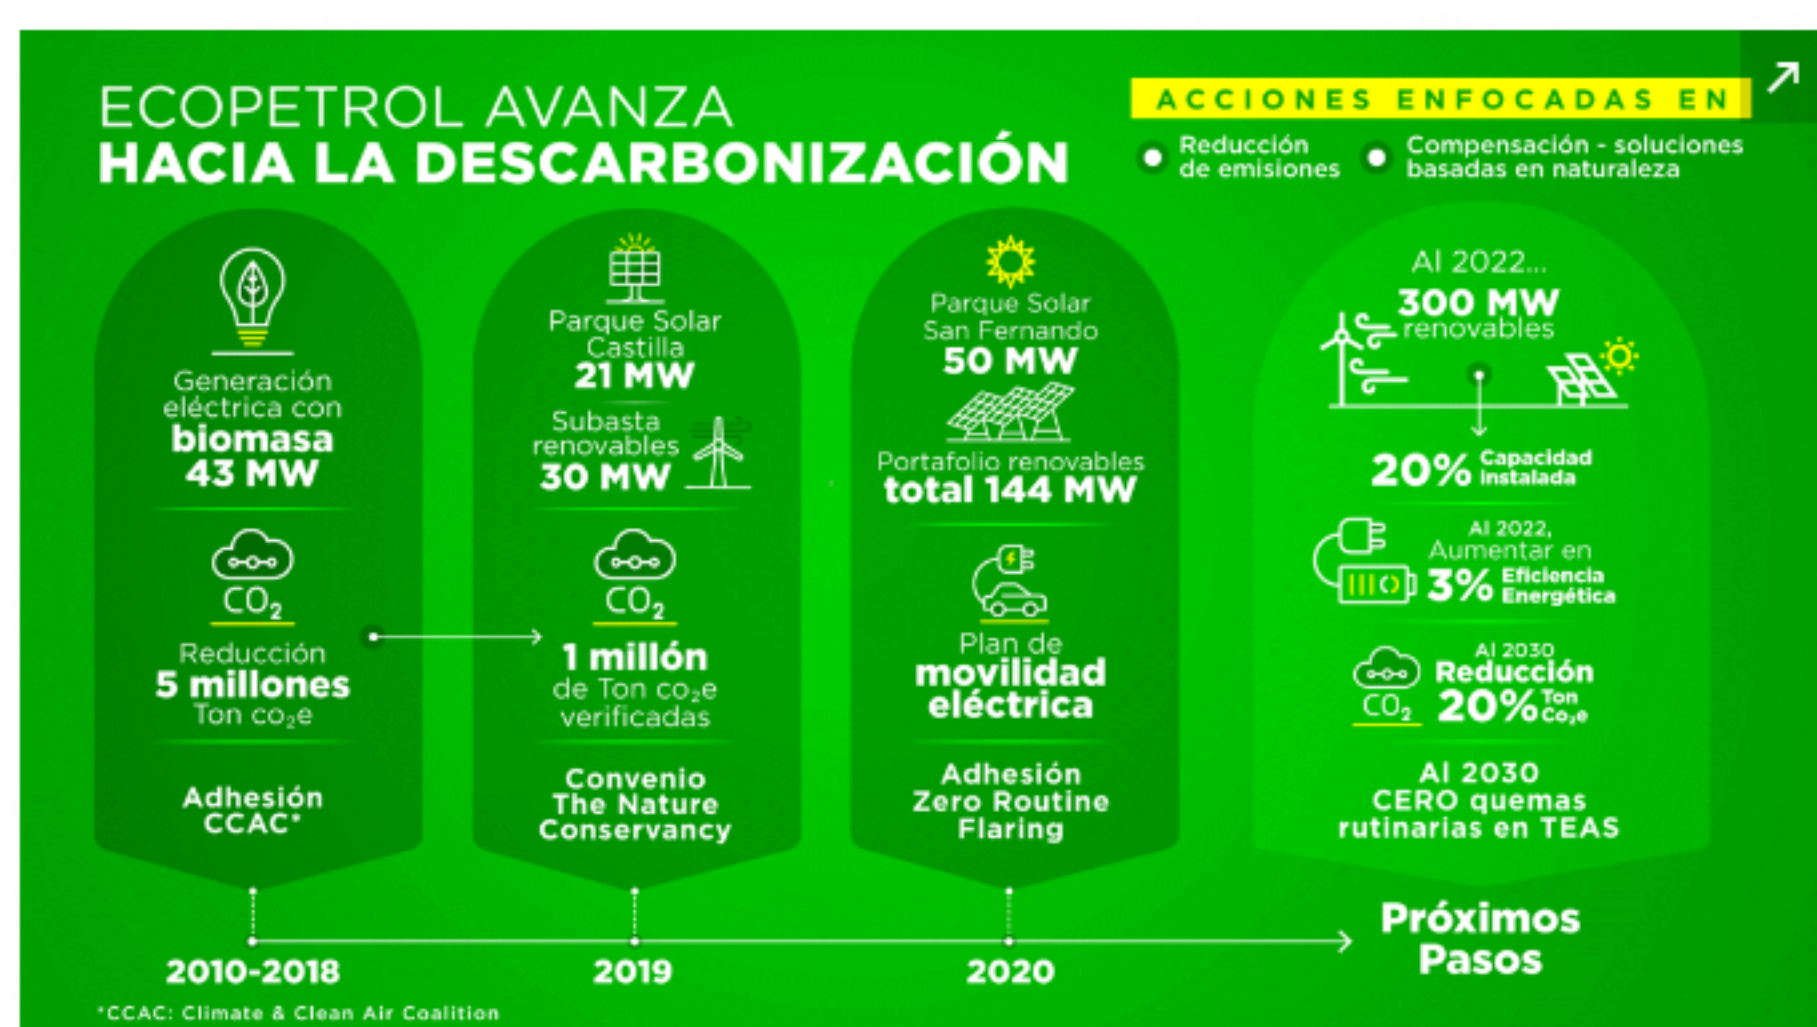 ECOPETROL AVANZA
HACIA LA DESCARBONIZACIÓN
ACCIONES ENFOCADAS EN
Reducción
de emisiones
Compensación - soluciones
basadas en naturaleza
Generación
eléctrica con
biomasa
43 MW
CO₂
Reducción
5 millones
Ton co₂e
Adhesión
CCAC*
2010-2018
Parque Solar
Castilla
21 MW
Subasta
renovables
30 MW
CO₂
1 millón
de Ton co₂e
verificadas
Convenio
The Nature
Conservancy
2019
Parque Solar
San Fernando
50 MW
Portafolio renovables
total 144 MW
Plan de
movilidad
eléctrica
Adhesión
Zero Routine
Flaring
2020
Al 2022...
300 MW
renovables
20% Capacidad
instalada
Al 2022,
Aumentar en
3% Eficiencia
Energética
Al 2030
Reducción
CO₂
20% Ton
Co₂e
Al 2030
CERO quemas
rutinarias en TEAS
Próximos
Pasos
*CCAC: Climate & Clean Air Coalition